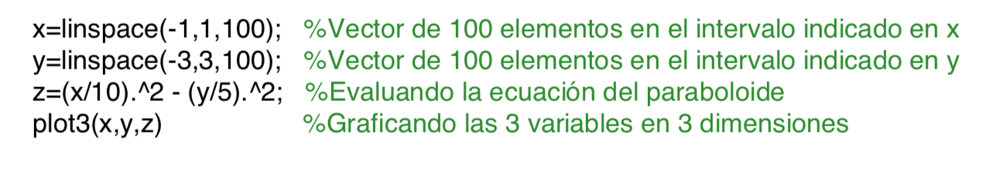 x=linspace(-1,1,100);   %Vector de 100 elementos en el intervalo indicado en x
y=linspace(-3,3,100);   %Vector de 100 elementos en el intervalo indicado en y
z=(x/10).^2 - (y/5).^2;   %Evaluando la ecuación del paraboloide
plot3(x,y,z)   %Graficando las 3 variables en 3 dimensiones